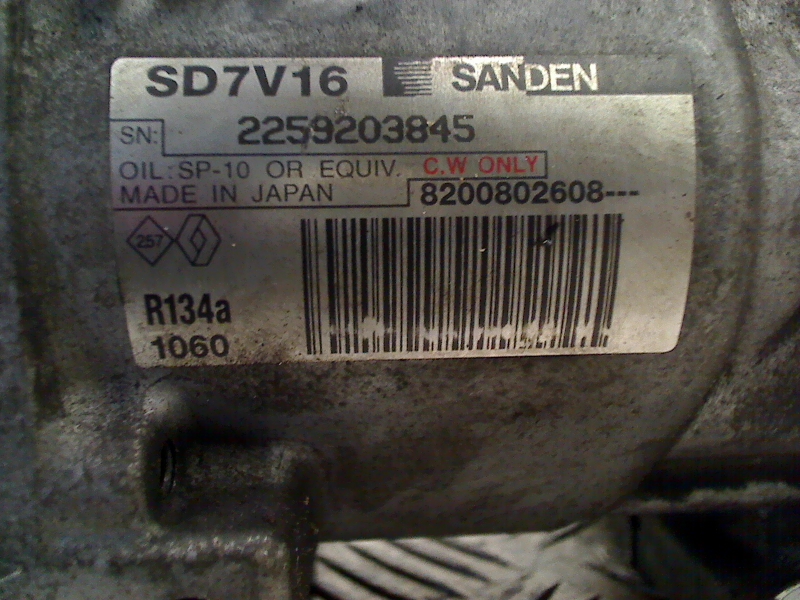 SD7V16 SANDEN
SN: 2259203845
OIL:SP-10 OR EQUIV. C.W ONLY
MADE IN JAPAN 8200802608---
257
R134a
1060